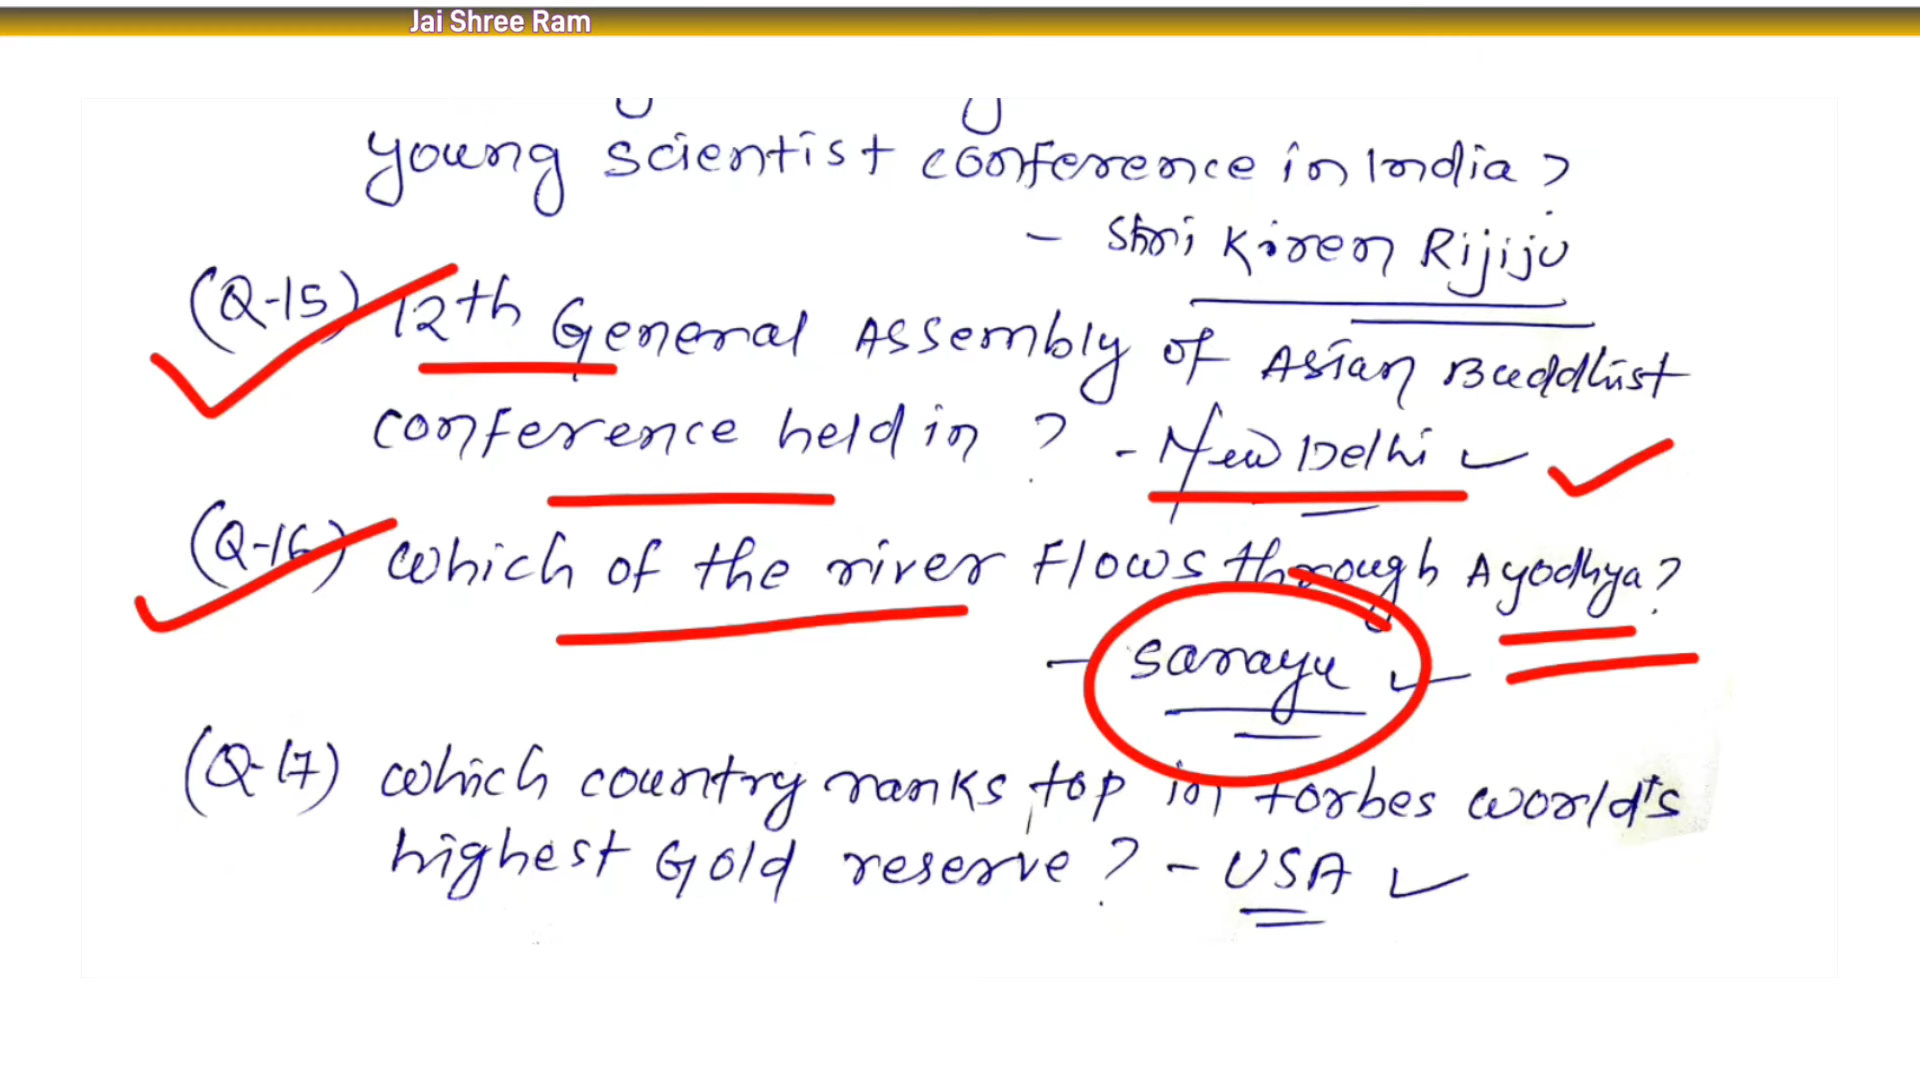 Jai Shree Ram
young scientist conference in India?
- Shri Kiren Rijiju
(Q-15) 12th General Assembly of Asian Buddhist
conference held in? - New Delhi
(Q-16) which of the river Flows through Ayodhya?
- Sarayu
(Q-17) which country ranks top in forbes world's
highest Gold reserve? - USA